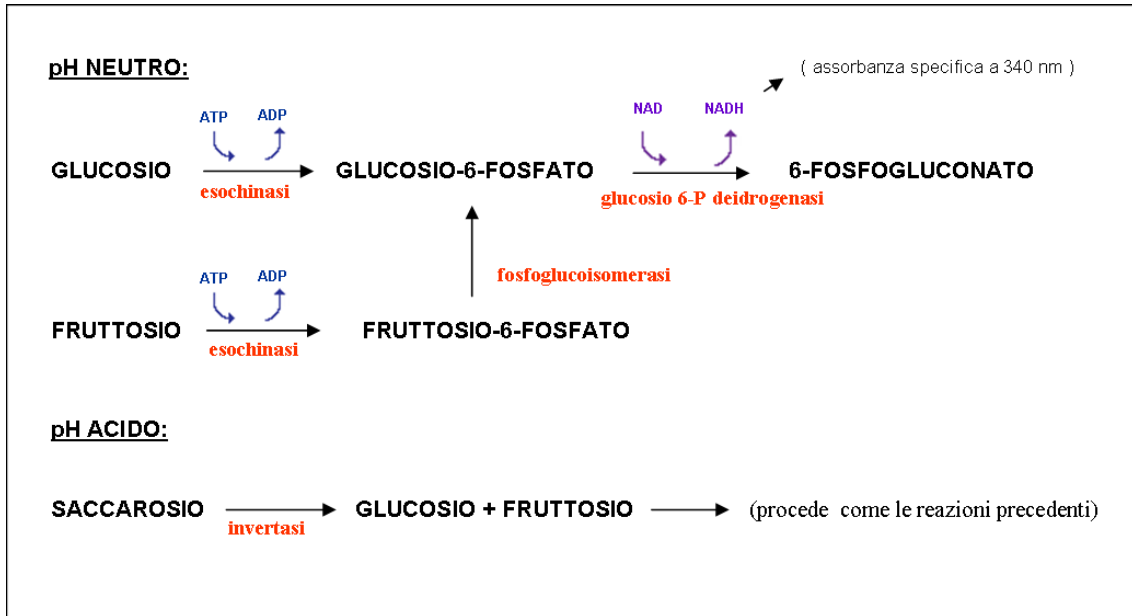 pH NEUTRO:
( assorbanza specifica a 340 nm )
ATP ADP NAD NADH
GLUCOSIO GLUCOSIO-6-FOSFATO 6-FOSFOGLUCONATO
esochinasi glucosio 6-P deidrogenasi
fosfoglucoisomerasi
ATP ADP
FRUTTOSIO FRUTTOSIO-6-FOSFATO
esochinasi
pH ACIDO:
SACCAROSIO GLUCOSIO + FRUTTOSIO (procede come le reazioni precedenti)
invertasi